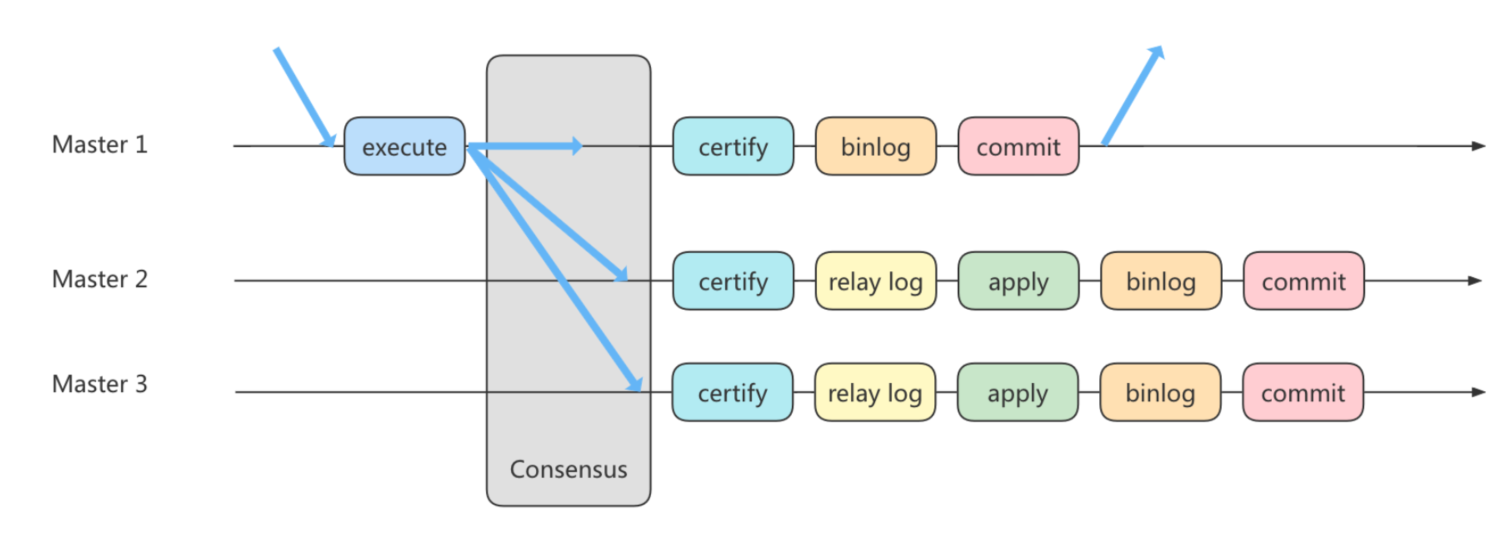 Master 1
execute
certify
binlog
commit
Master 2
certify
relay log
apply
binlog
commit
Master 3
certify
relay log
apply
binlog
commit
Consensus